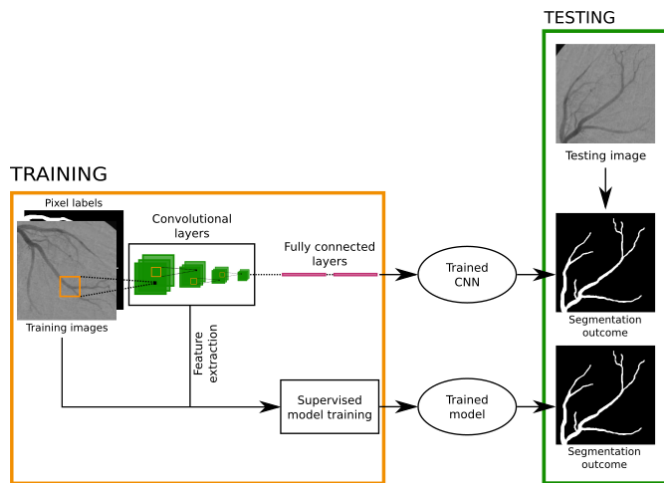 TESTING
Testing image
TRAINING
Pixel labels
Convolutional
layers
Fully connected
layers
Training images
Feature
extraction
Trained
CNN
Segmentation
outcome
Supervised
model training
Trained
model
Segmentation
outcome